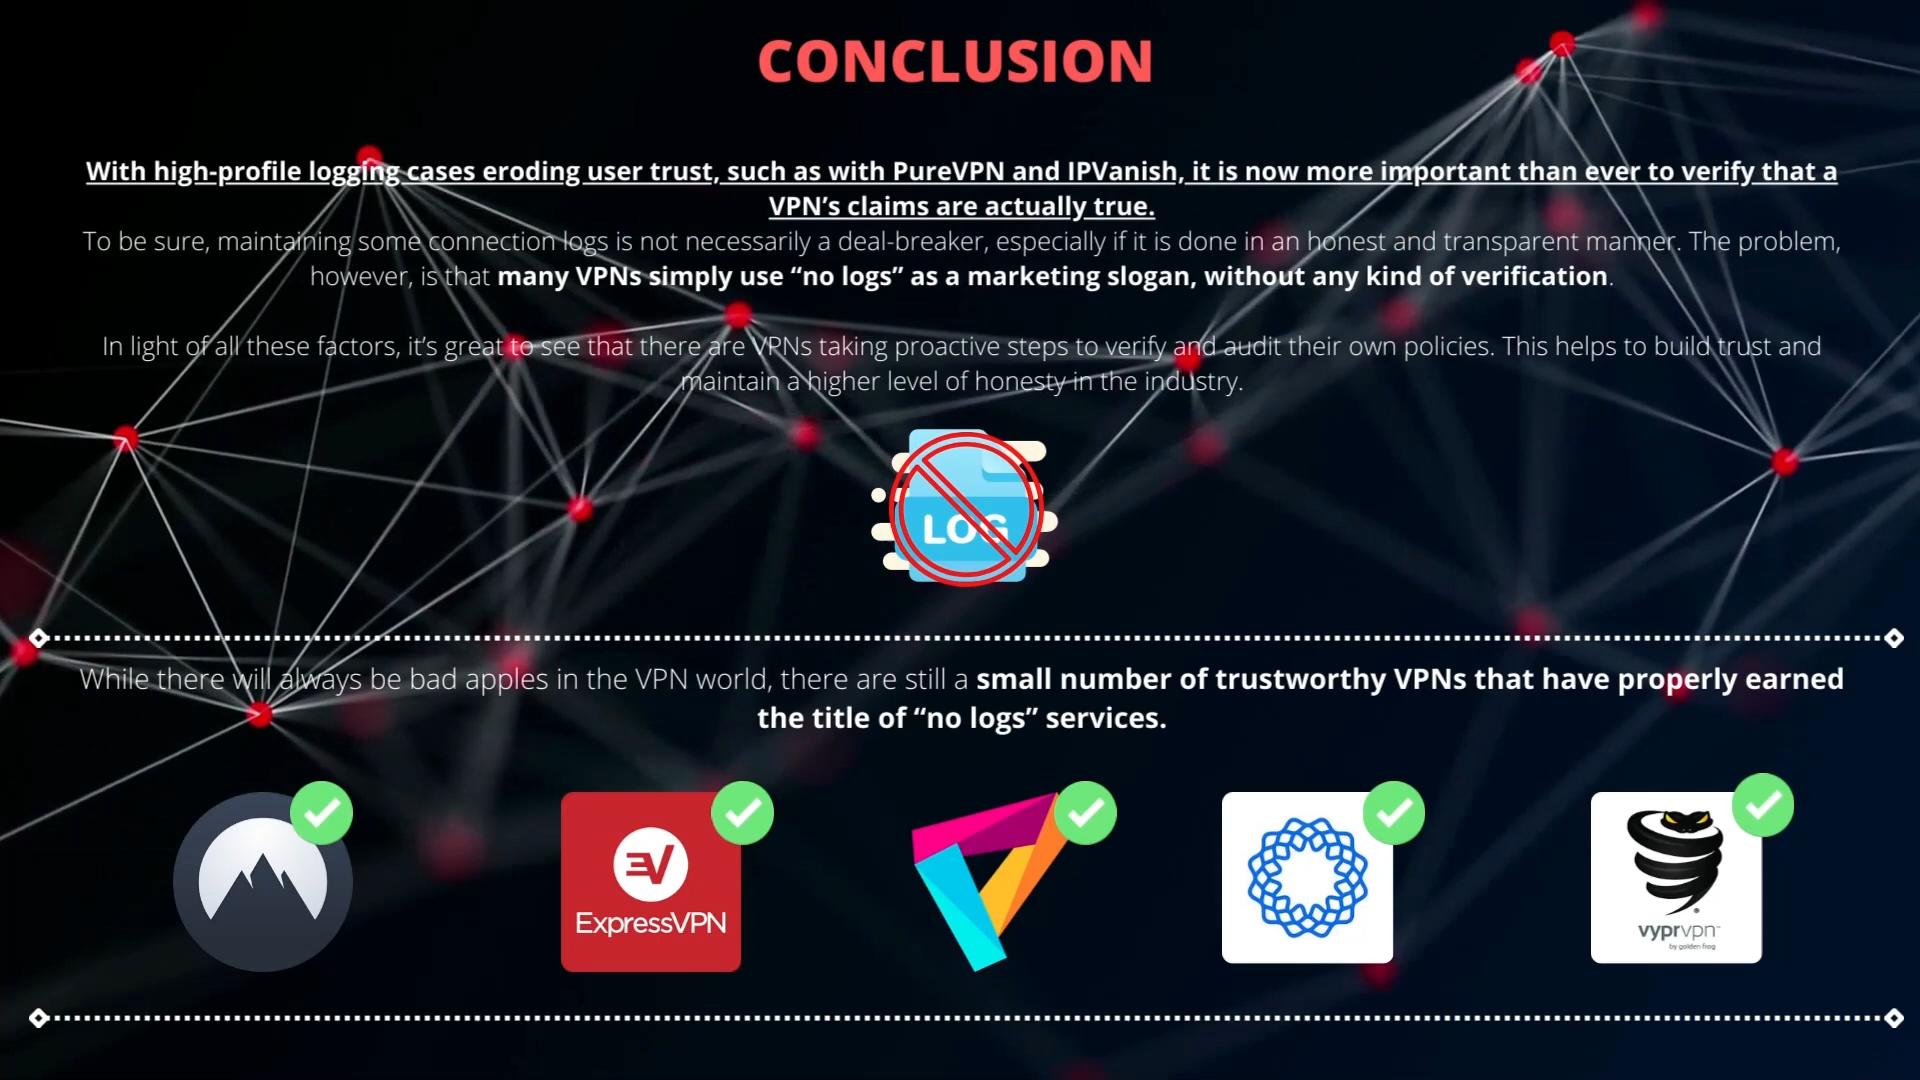 CONCLUSION
With high-profile logging cases eroding user trust, such as with PureVPN and IPVanish, it is now more important than ever to verify that a
VPN’s claims are actually true.
To be sure, maintaining some connection logs is not necessarily a deal-breaker, especially if it is done in an honest and transparent manner. The problem,
however, is that many VPNs simply use “no logs” as a marketing slogan, without any kind of verification.
In light of all these factors, it’s great to see that there are VPNs taking proactive steps to verify and audit their own policies. This helps to build trust and
maintain a higher level of honesty in the industry.
LOG
While there will always be bad apples in the VPN world, there are still a small number of trustworthy VPNs that have properly earned
the title of “no logs” services.
ExpressVPN
vyprvpn™
by golden frog